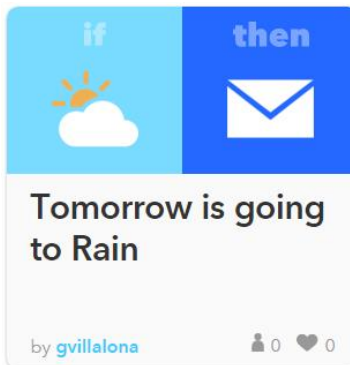 if then
Tomorrow is going
to Rain
by gvillalona 0 0